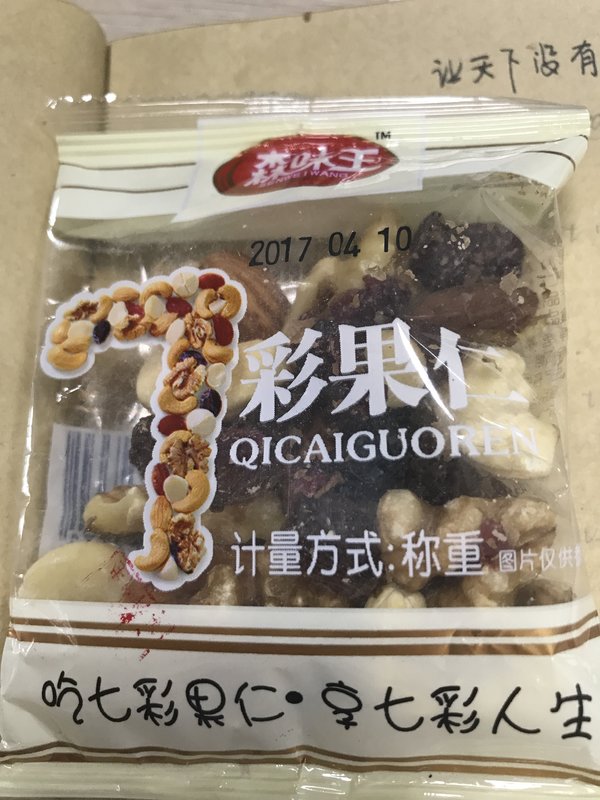 让天下没有
森味王
TM
2017 04 10
7彩果仁
QICAIGUOREN
计量方式:称重 图片仅供
吃七彩果仁·享七彩人生